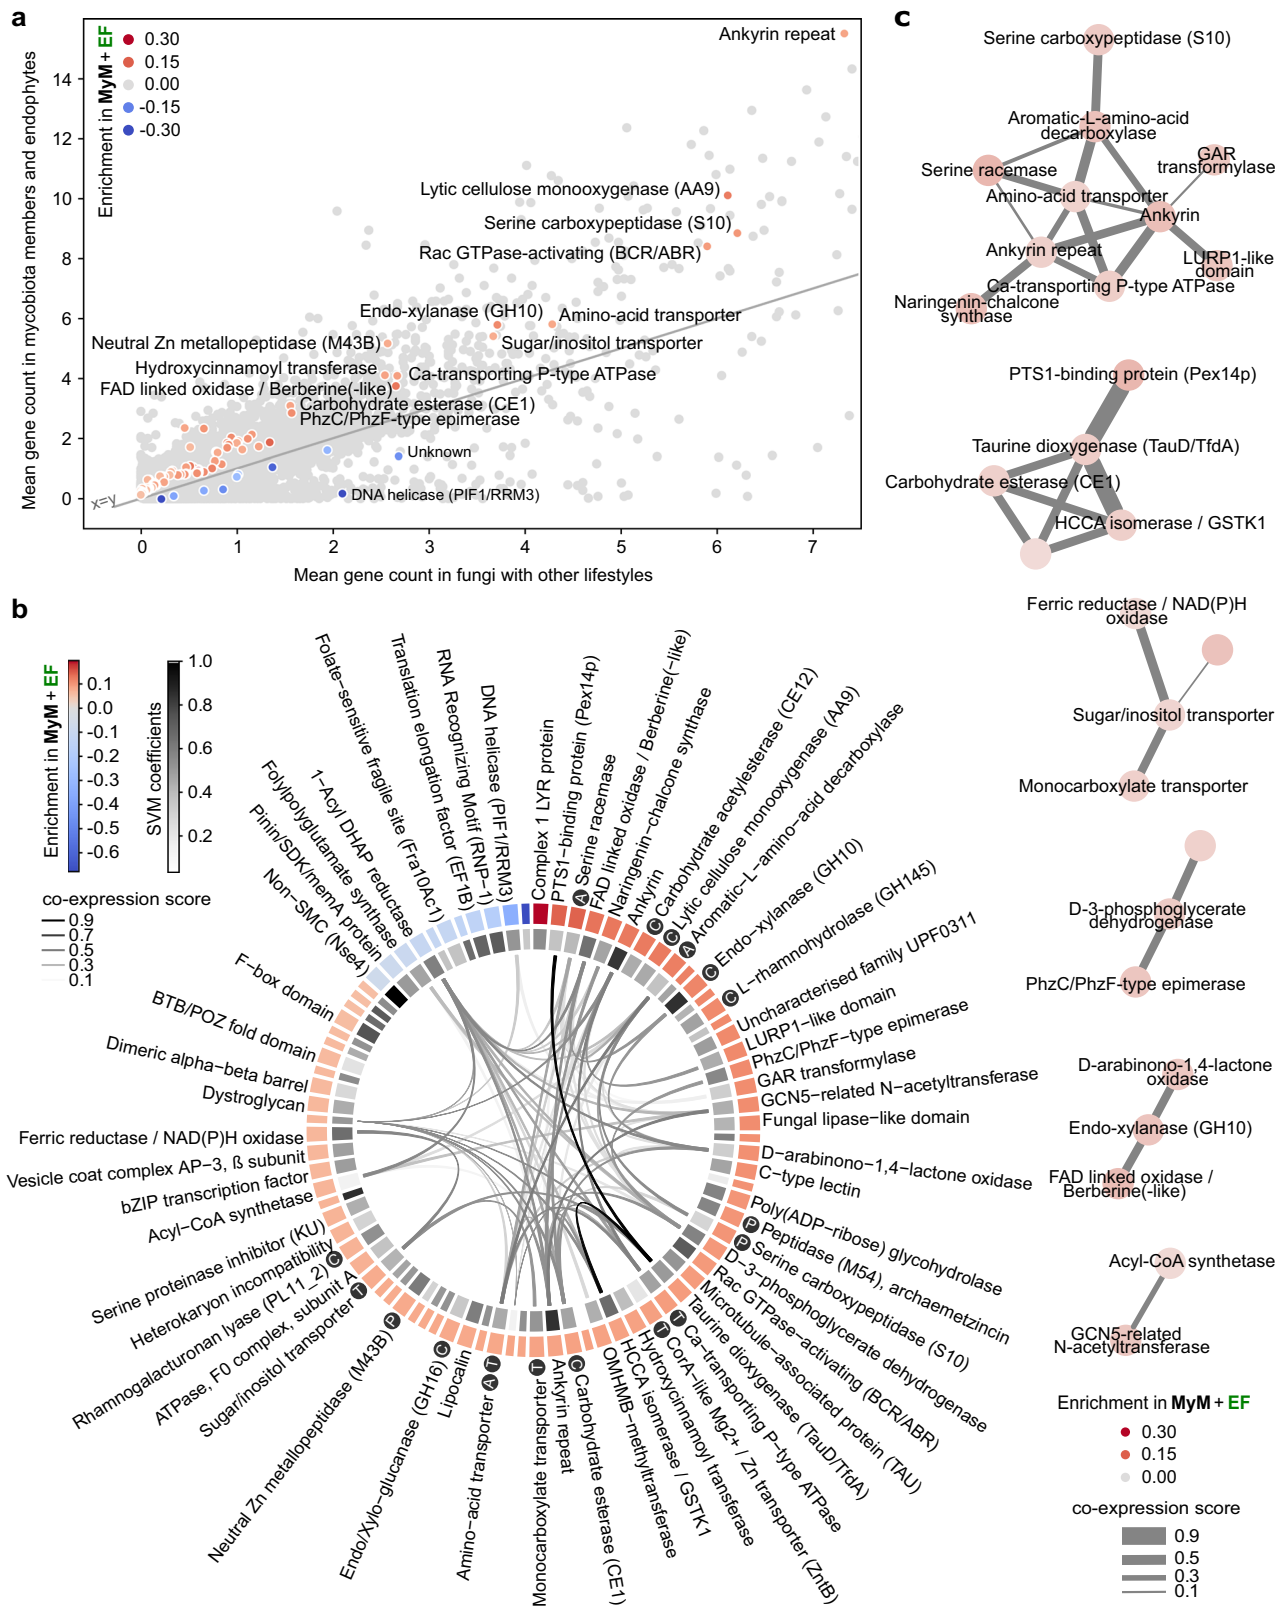 a
Mean gene count in mycobiota members and endophytes
14
12
10
8
6
4
2
0
Enrichment in MyM + EF
0.30
0.15
0.00
-0.15
-0.30
Ankyrin repeat
Lytic cellulose monooxygenase (AA9)
Serine carboxypeptidase (S10)
Rac GTPase-activating (BCR/ABR)
Endo-xylanase (GH10)
Amino-acid transporter
Neutral Zn metallopeptidase (M43B)
Sugar/inositol transporter
Hydroxycinnamoyl transferase
Ca-transporting P-type ATPase
FAD linked oxidase / Berberine(-like)
Carbohydrate esterase (CE1)
PhzC/PhzF-type epimerase
Unknown
DNA helicase (PIF1/RRM3)
x=y
0
1
2
3
4
5
6
7
Mean gene count in fungi with other lifestyles
b
Enrichment in MyM + EF
0.1
0.0
-0.1
-0.2
-0.3
-0.4
-0.5
-0.6
SVM coefficients
1.0
0.8
0.6
0.4
0.2
co-expression score
0.9
0.7
0.5
0.3
0.1
Complex 1 LYR protein
PTS1−binding protein (Pex14p)
A Serine racemase
FAD linked oxidase / Berberine(−like)
Naringenin−chalcone synthase
Ankyrin
C Carbohydrate acetylesterase (CE12)
C Lytic cellulose monooxygenase (AA9)
A Aromatic−L−amino−acid decarboxylase
C Endo−xylanase (GH10)
C L−rhamnohydrolase (GH145)
Uncharacterised family UPF0311
LURP1−like domain
PhzC/PhzF−type epimerase
GAR transformylase
GCN5−related N−acetyltransferase
Fungal lipase−like domain
D−arabinono−1,4−lactone oxidase
C−type lectin
Poly(ADP−ribose) glycohydrolase
P Peptidase (M54), archaemetzincin
P Serine carboxypeptidase (S10)
D−3−phosphoglycerate dehydrogenase
Rac GTPase−activating (BCR/ABR)
Microtubule−associated protein (TAU)
Taurine dioxygenase (TauD/TfdA)
T Ca−transporting P−type ATPase
T CorA−like Mg2+ / Zn transporter (ZntB)
Hydroxycinnamoyl transferase
HCCA isomerase / GSTK1
OMHMB−methyltransferase
C Carbohydrate esterase (CE1)
Ankyrin repeat
Monocarboxylate transporter T
Amino−acid transporter A T
Lipocalin
Endo/Xylo−glucanase (GH16) C
Neutral Zn metallopeptidase (M43B) P
Sugar/inositol transporter T
ATPase, F0 complex, subunit A
Rhamnogalacturonan lyase (PL11_2) C
Heterokaryon incompatibility
Serine proteinase inhibitor (KU)
Acyl−CoA synthetase
bZIP transcription factor
Vesicle coat complex AP−3, ß subunit
Ferric reductase / NAD(P)H oxidase
Dystroglycan
Dimeric alpha−beta barrel
BTB/POZ fold domain
F−box domain
Non−SMC (Nse4)
Pinin/SDK/memA protein
Folylpolyglutamate synthase
1−Acyl DHAP reductase
Folate−sensitive fragile site (Fra10Ac1)
Translation elongation factor (EF1B)
RNA Recognizing Motif (RNP−1)
DNA helicase (PIF1/RRM3)
c
Serine carboxypeptidase (S10)
Aromatic-L-amino-acid
decarboxylase
GAR
transformylase
Serine racemase
Amino-acid transporter
Ankyrin
Ankyrin repeat
LURP1-like
domain
Ca-transporting P-type ATPase
Naringenin-chalcone
synthase
PTS1-binding protein (Pex14p)
Taurine dioxygenase (TauD/TfdA)
Carbohydrate esterase (CE1)
HCCA isomerase / GSTK1
Ferric reductase / NAD(P)H
oxidase
Sugar/inositol transporter
Monocarboxylate transporter
D-3-phosphoglycerate
dehydrogenase
PhzC/PhzF-type epimerase
D-arabinono-1,4-lactone
oxidase
Endo-xylanase (GH10)
FAD linked oxidase /
Berberine(-like)
Acyl-CoA synthetase
GCN5-related
N-acetyltransferase
Enrichment in MyM + EF
0.30
0.15
0.00
co-expression score
0.9
0.5
0.3
0.1